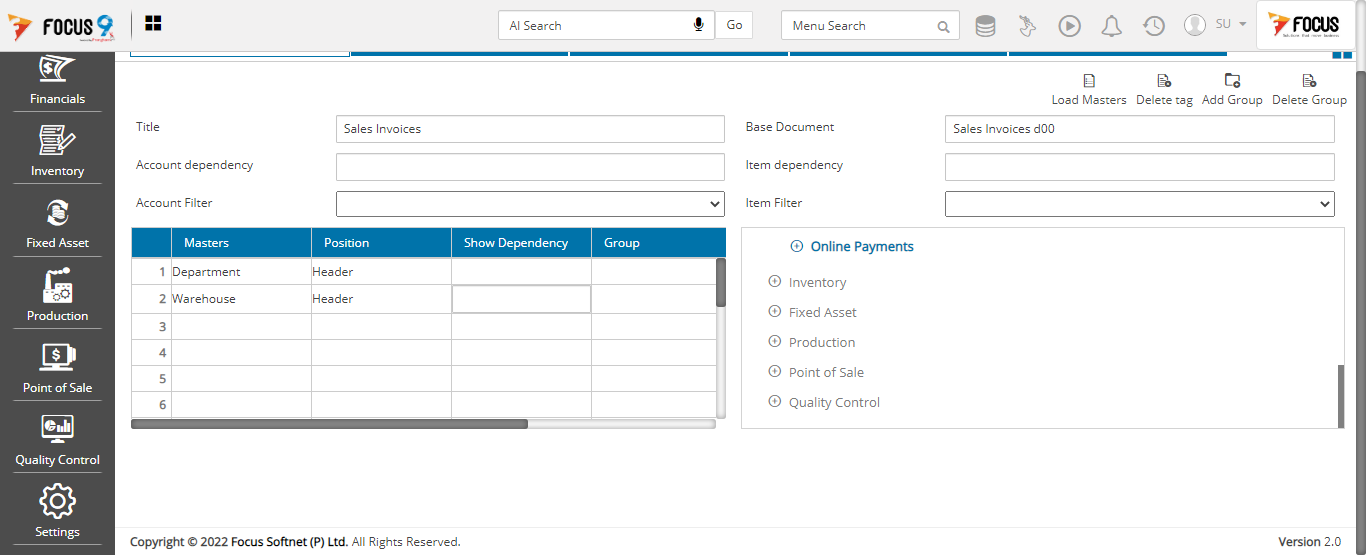 FOCUS 9
AI Search
Go
Menu Search
SU
FOCUS
Financials
Inventory
Fixed Asset
Production
Point of Sale
Quality Control
Settings
Load Masters Delete tag Add Group Delete Group
Title Sales Invoices Base Document Sales Invoices d00
Account dependency Item dependency
Account Filter Item Filter
Masters Position Show Dependency Group
1 Department Header
2 Warehouse Header
3
4
5
6
Online Payments
Inventory
Fixed Asset
Production
Point of Sale
Quality Control
Copyright © 2022 Focus Softnet (P) Ltd. All Rights Reserved.
Version 2.0